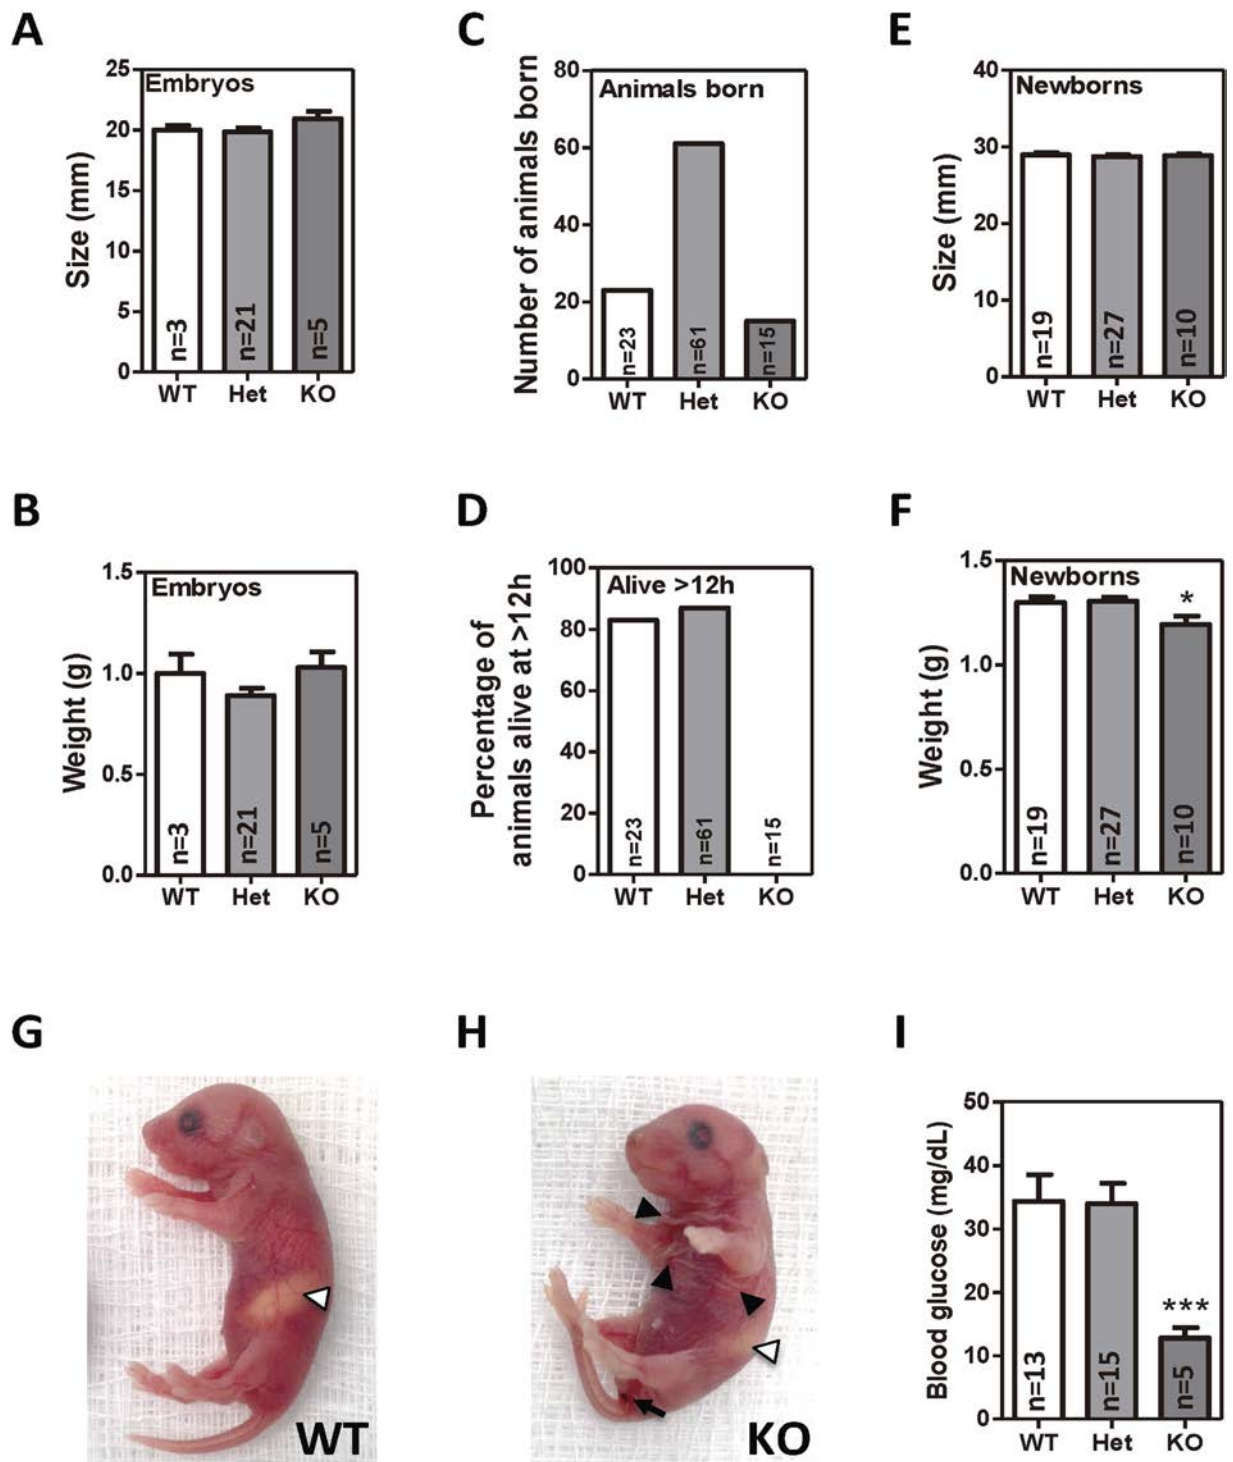 A
Embryos
Size (mm)
25
20
15
10
5
0
n=3
n=21
n=5
WT Het KO
C
Animals born
Number of animals born
80
60
40
20
0
n=23
n=61
n=15
WT Het KO
E
Newborns
Size (mm)
40
30
20
10
0
n=19
n=27
n=10
WT Het KO
B
Embryos
Weight (g)
1.5
1.0
0.5
0.0
n=3
n=21
n=5
WT Het KO
D
Alive >12h
Percentage of
animals alive at >12h
100
80
60
40
20
0
n=23
n=61
n=15
WT Het KO
F
Newborns
Weight (g)
1.5
1.0
0.5
0.0
*
n=19
n=27
n=10
WT Het KO
G
WT
H
KO
I
Blood glucose (mg/dL)
50
40
30
20
10
0
***
n=13
n=15
n=5
WT Het KO